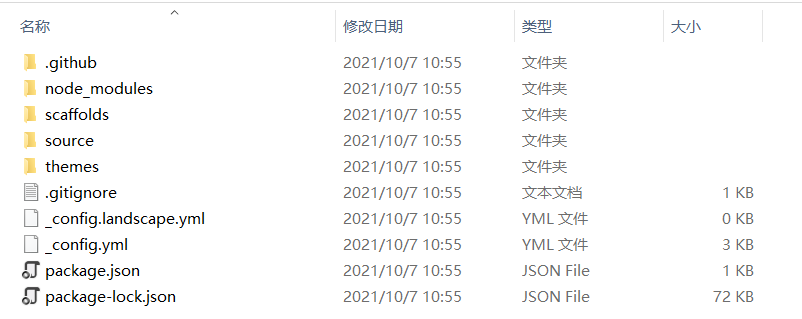 名称 修改日期 类型 大小
.github 2021/10/7 10:55 文件夹
node_modules 2021/10/7 10:55 文件夹
scaffolds 2021/10/7 10:55 文件夹
source 2021/10/7 10:55 文件夹
themes 2021/10/7 10:55 文件夹
.gitignore 2021/10/7 10:55 文本文档 1 KB
_config.landscape.yml 2021/10/7 10:55 YML 文件 0 KB
_config.yml 2021/10/7 10:55 YML 文件 3 KB
package.json 2021/10/7 10:55 JSON File 1 KB
package-lock.json 2021/10/7 10:55 JSON File 72 KB